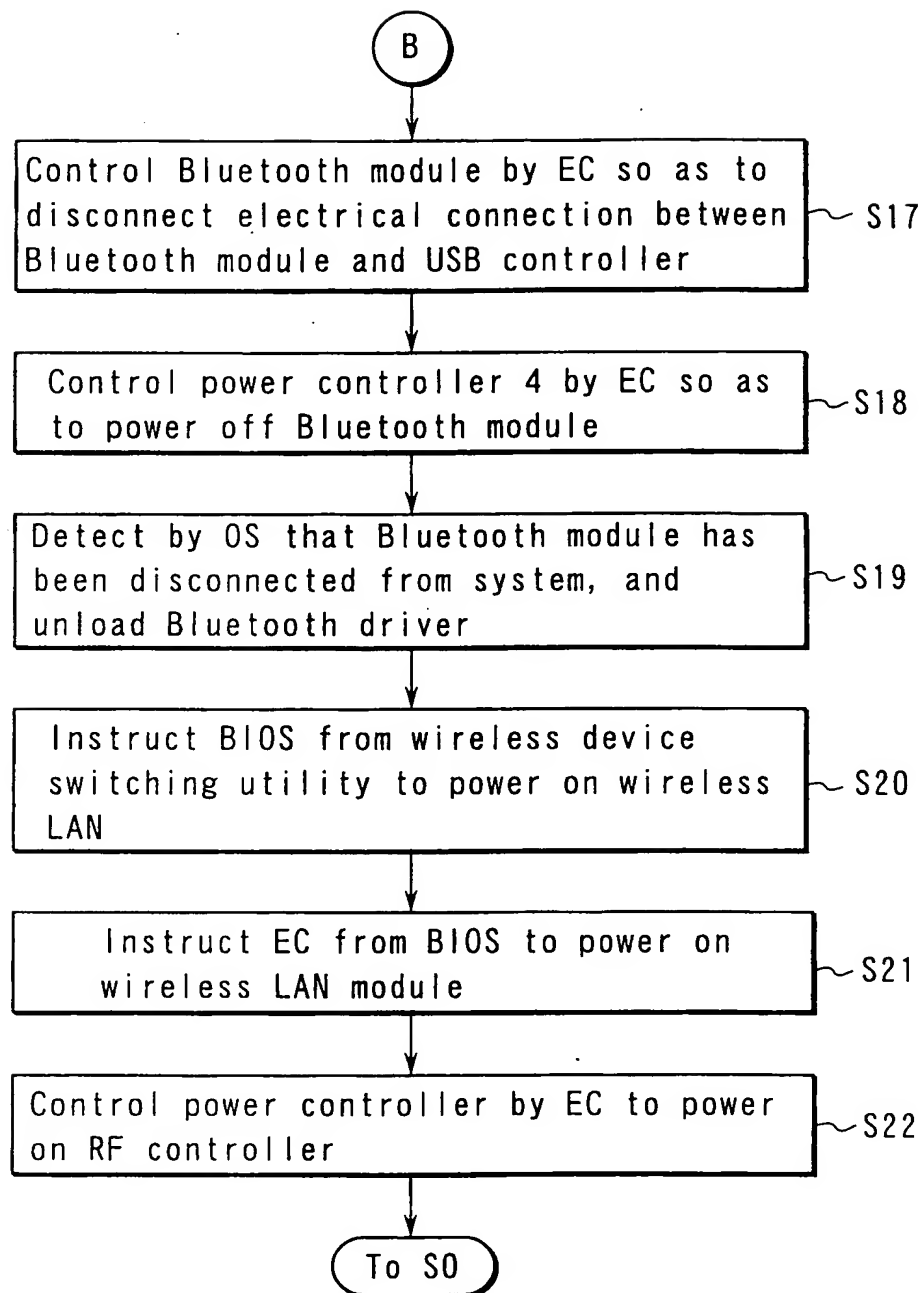 B
Control Bluetooth module by EC so as to
disconnect electrical connection between
Bluetooth module and USB controller
S17
Control power controller 4 by EC so as
to power off Bluetooth module
S18
Detect by OS that Bluetooth module has
been disconnected from system, and
unload Bluetooth driver
S19
Instruct BIOS from wireless device
switching utility to power on wireless
LAN
S20
Instruct EC from BIOS to power on
wireless LAN module
S21
Control power controller by EC to power
on RF controller
S22
To S0